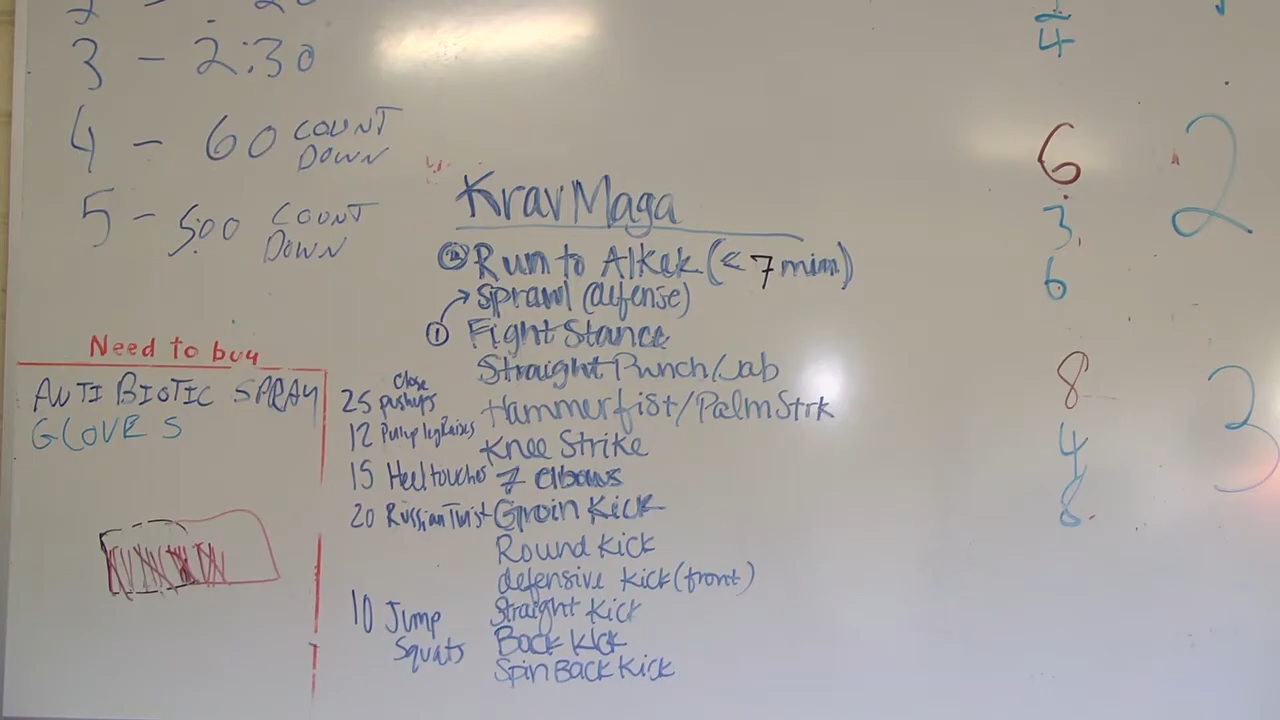 3 - 2:30
4 - 60 COUNT DOWN
5 - 500 COUNT DOWN
Need to buy
ANTI BIOTIC SPRAY
GLOVES
Krav Maga
② Run to Alkek (< 7 min)
Sprawl (defense)
① Fight Stance
Straight Punch/Jab
25 Close pushups
Hammerfist/Palm Strk
12 Pullup leg Raises
Knee Strike
15 Heel touches
7 elbows
20 Russian Twist
Groin Kick
Round Kick
defensive kick (front)
10 Jump Squats
Straight Kick
Back Kick
Spin Back Kick
4
6
3
6
2
8
4
8
3